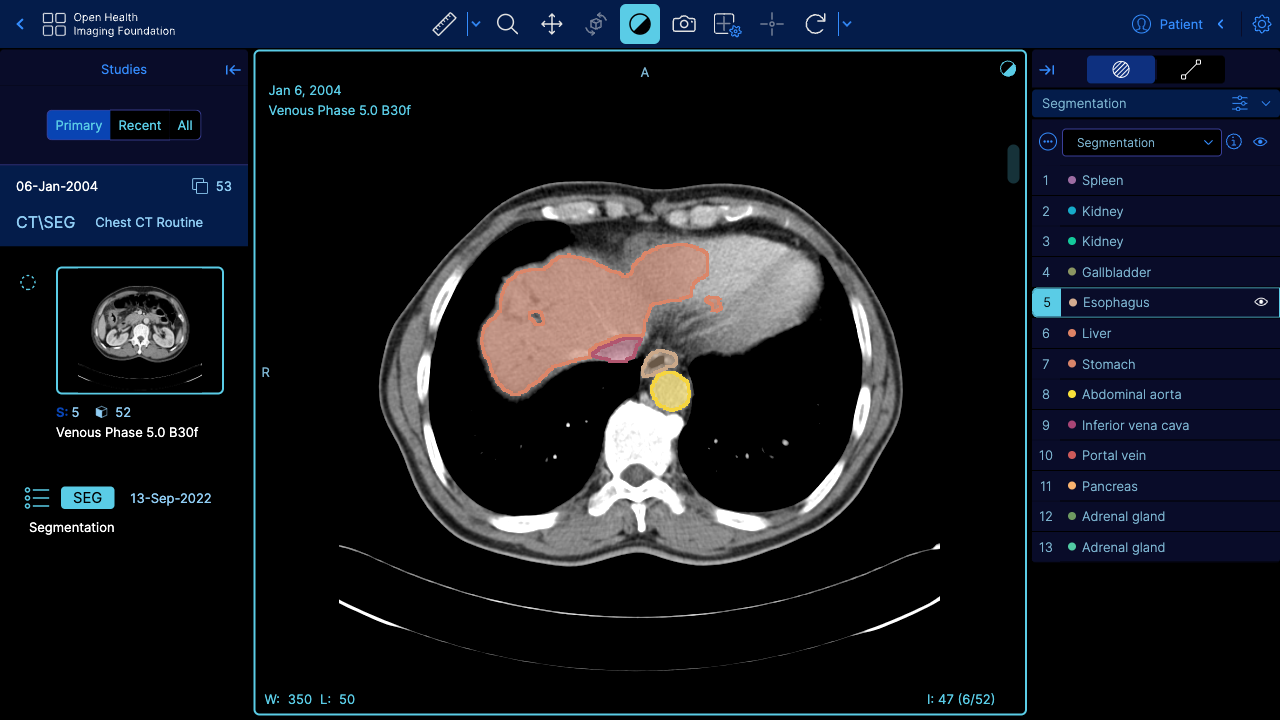 Open Health
Imaging Foundation
Patient
Studies
Primary Recent All
06-Jan-2004 53
CT\SEG Chest CT Routine
S: 5 52
Venous Phase 5.0 B30f
SEG 13-Sep-2022
Segmentation
A
Jan 6, 2004
Venous Phase 5.0 B30f
R
W: 350 L: 50
I: 47 (6/52)
Segmentation
Segmentation
1 Spleen
2 Kidney
3 Kidney
4 Gallbladder
5 Esophagus
6 Liver
7 Stomach
8 Abdominal aorta
9 Inferior vena cava
10 Portal vein
11 Pancreas
12 Adrenal gland
13 Adrenal gland